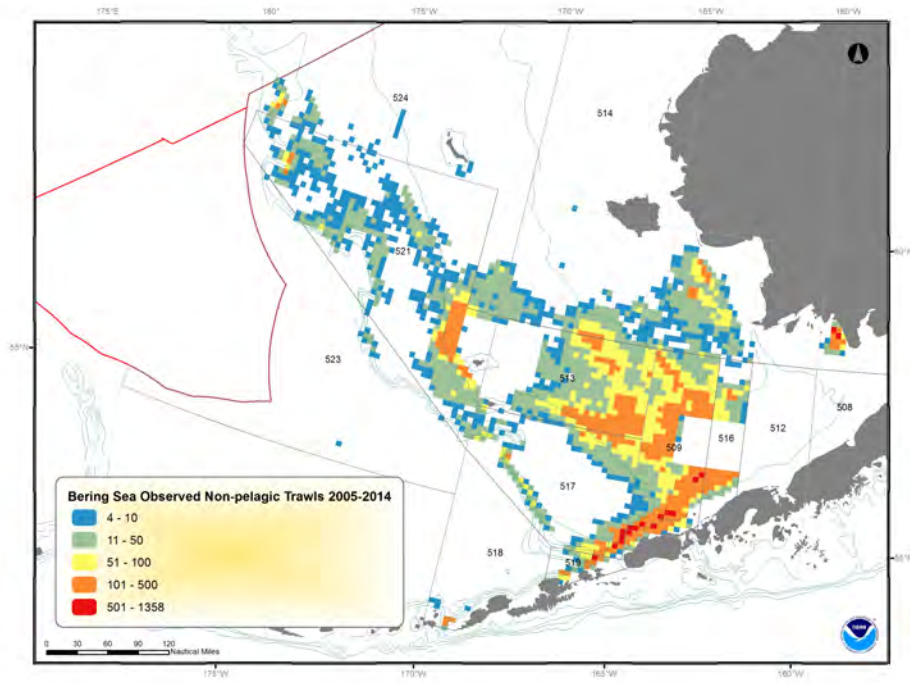 175°E
180°
175°W
170°W
165°W
160°W
524
514
521
60°N
55°N
523
513
508
516
512
509
517
518
519
Bering Sea Observed Non-pelagic Trawls 2005-2014
4 - 10
11 - 50
51 - 100
101 - 500
501 - 1358
55°N
0 30 60 90 120
Nautical Miles
175°W
170°W
165°W
160°W